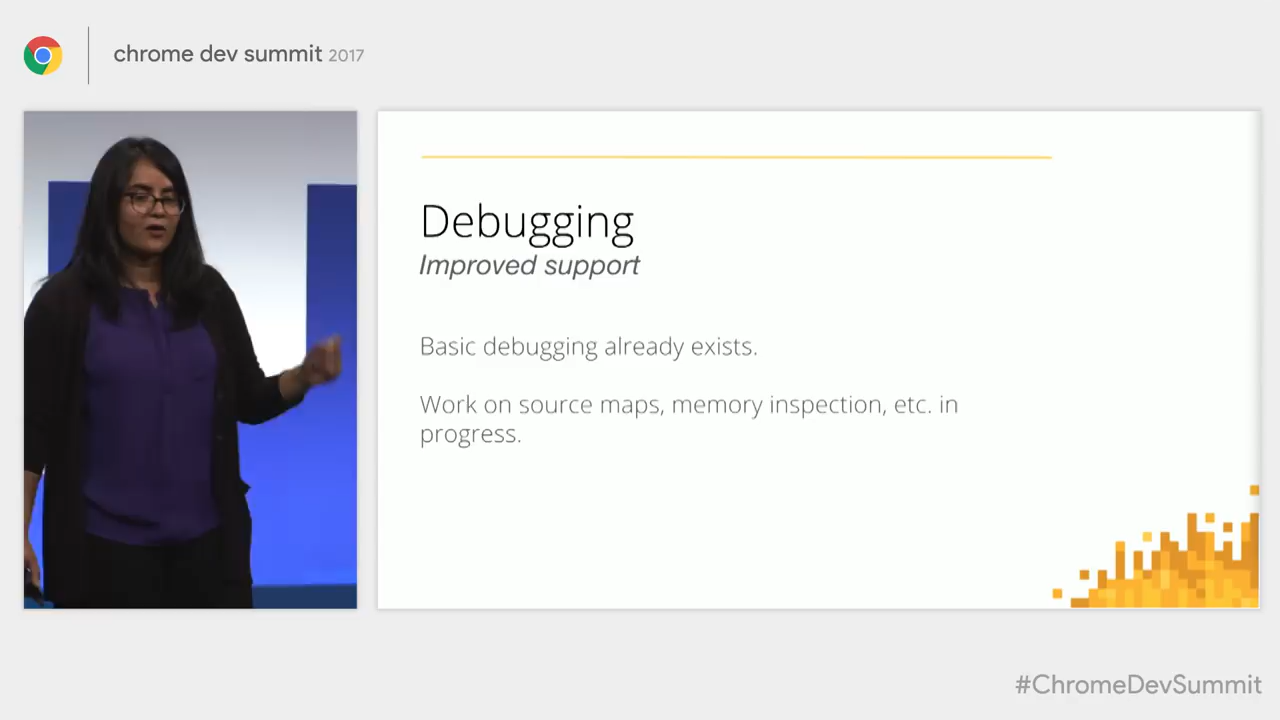 chrome dev summit 2017
Debugging
Improved support
Basic debugging already exists.
Work on source maps, memory inspection, etc. in
progress.
#ChromeDevSummit